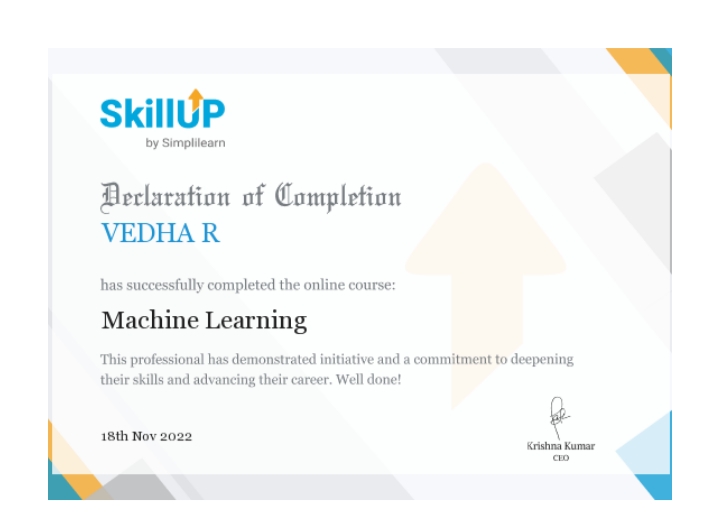 SkillUP
by Simplilearn
Declaration of Completion
VEDHA R
has successfully completed the online course:
Machine Learning
This professional has demonstrated initiative and a commitment to deepening
their skills and advancing their career. Well done!
18th Nov 2022
Krishna Kumar
CEO